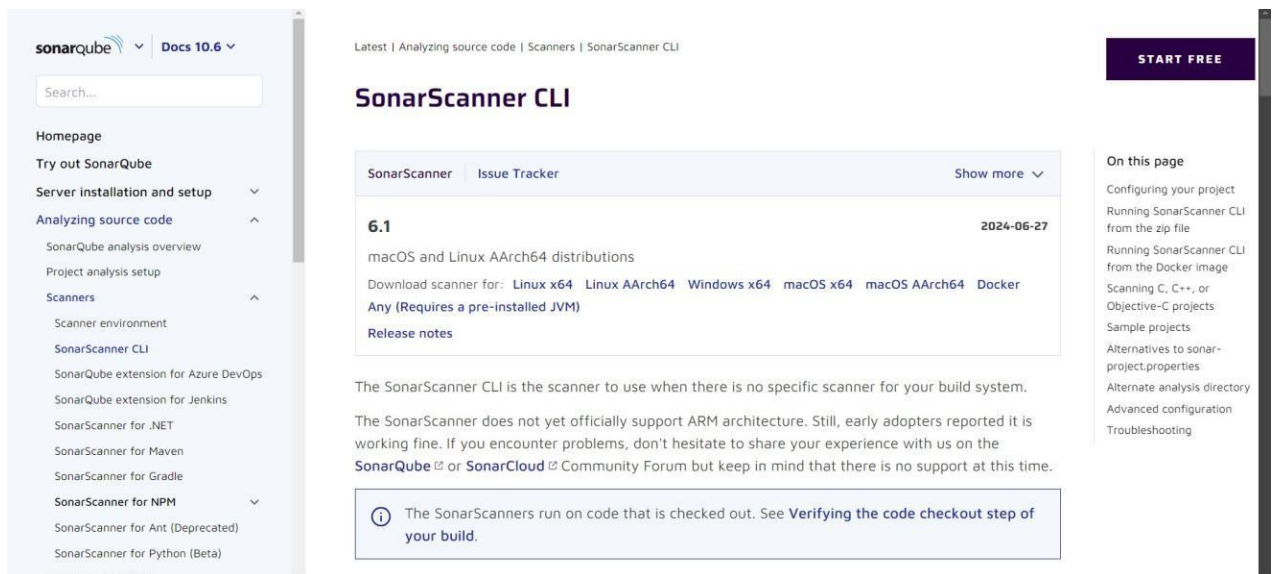 sonarqube
Docs 10.6
Search...
Homepage
Try out SonarQube
Server installation and setup
Analyzing source code
SonarQube analysis overview
Project analysis setup
Scanners
Scanner environment
SonarScanner CLI
SonarQube extension for Azure DevOps
SonarQube extension for Jenkins
SonarScanner for .NET
SonarScanner for Maven
SonarScanner for Gradle
SonarScanner for NPM
SonarScanner for Ant (Deprecated)
SonarScanner for Python (Beta)
Latest | Analyzing source code | Scanners | SonarScanner CLI
SonarScanner CLI
SonarScanner Issue Tracker Show more
6.1 2024-06-27
macOS and Linux AArch64 distributions
Download scanner for: Linux x64 Linux AArch64 Windows x64 macOS x64 macOS AArch64 Docker
Any (Requires a pre-installed JVM)
Release notes
The SonarScanner CLI is the scanner to use when there is no specific scanner for your build system.
The SonarScanner does not yet officially support ARM architecture. Still, early adopters reported it is
working fine. If you encounter problems, don't hesitate to share your experience with us on the
SonarQube or SonarCloud Community Forum but keep in mind that there is no support at this time.
The SonarScanners run on code that is checked out. See Verifying the code checkout step of
your build.
START FREE
On this page
Configuring your project
Running SonarScanner CLI
from the zip file
Running SonarScanner CLI
from the Docker image
Scanning C, C++, or
Objective-C projects
Sample projects
Alternatives to sonar-
project.properties
Alternate analysis directory
Advanced configuration
Troubleshooting